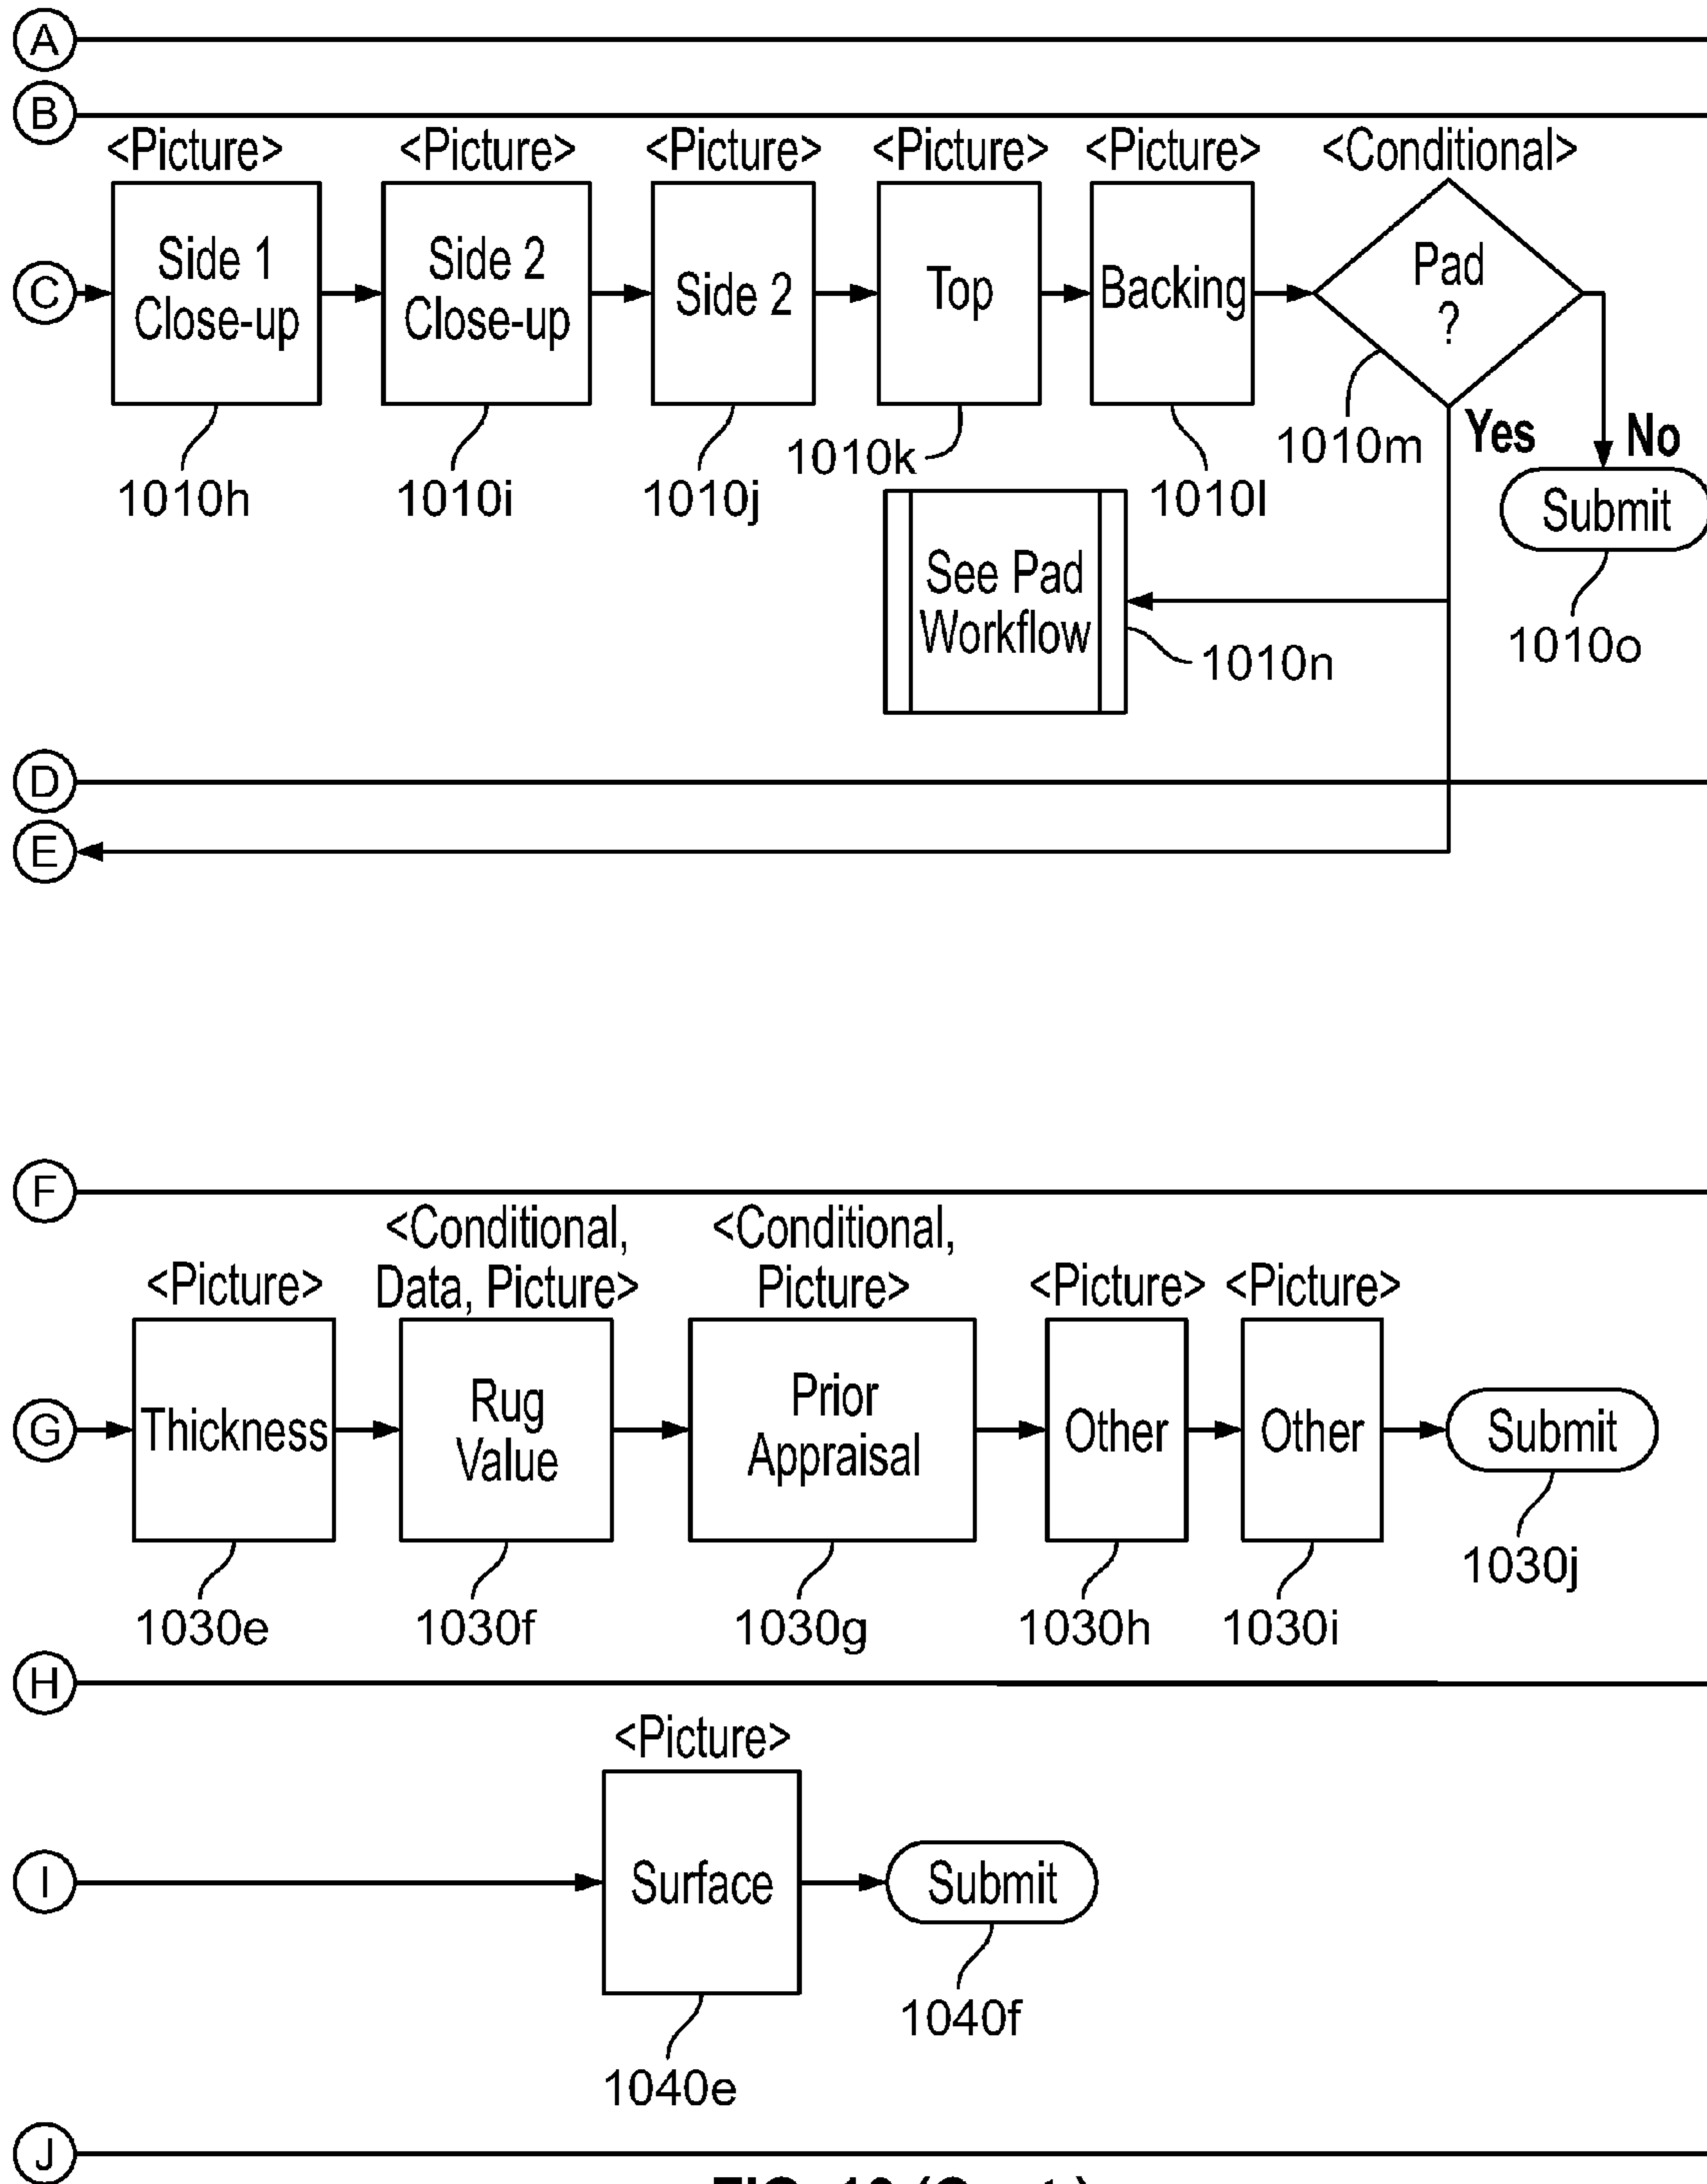 A
B
<Picture> <Picture> <Picture> <Picture> <Picture> <Conditional>
C
Side 1
Close-up
Side 2
Close-up
Side 2
Top
Backing
Pad
?
Yes
No
1010h
1010i
1010j
1010k
1010l
1010m
Submit
See Pad
Workflow
1010n
1010o
D
E
F
<Picture>
<Conditional,
Data, Picture>
<Conditional,
Picture>
<Picture> <Picture>
G
Thickness
Rug
Value
Prior
Appraisal
Other
Other
Submit
1030e
1030f
1030g
1030h
1030i
1030j
H
<Picture>
I
Surface
Submit
1040e
1040f
J